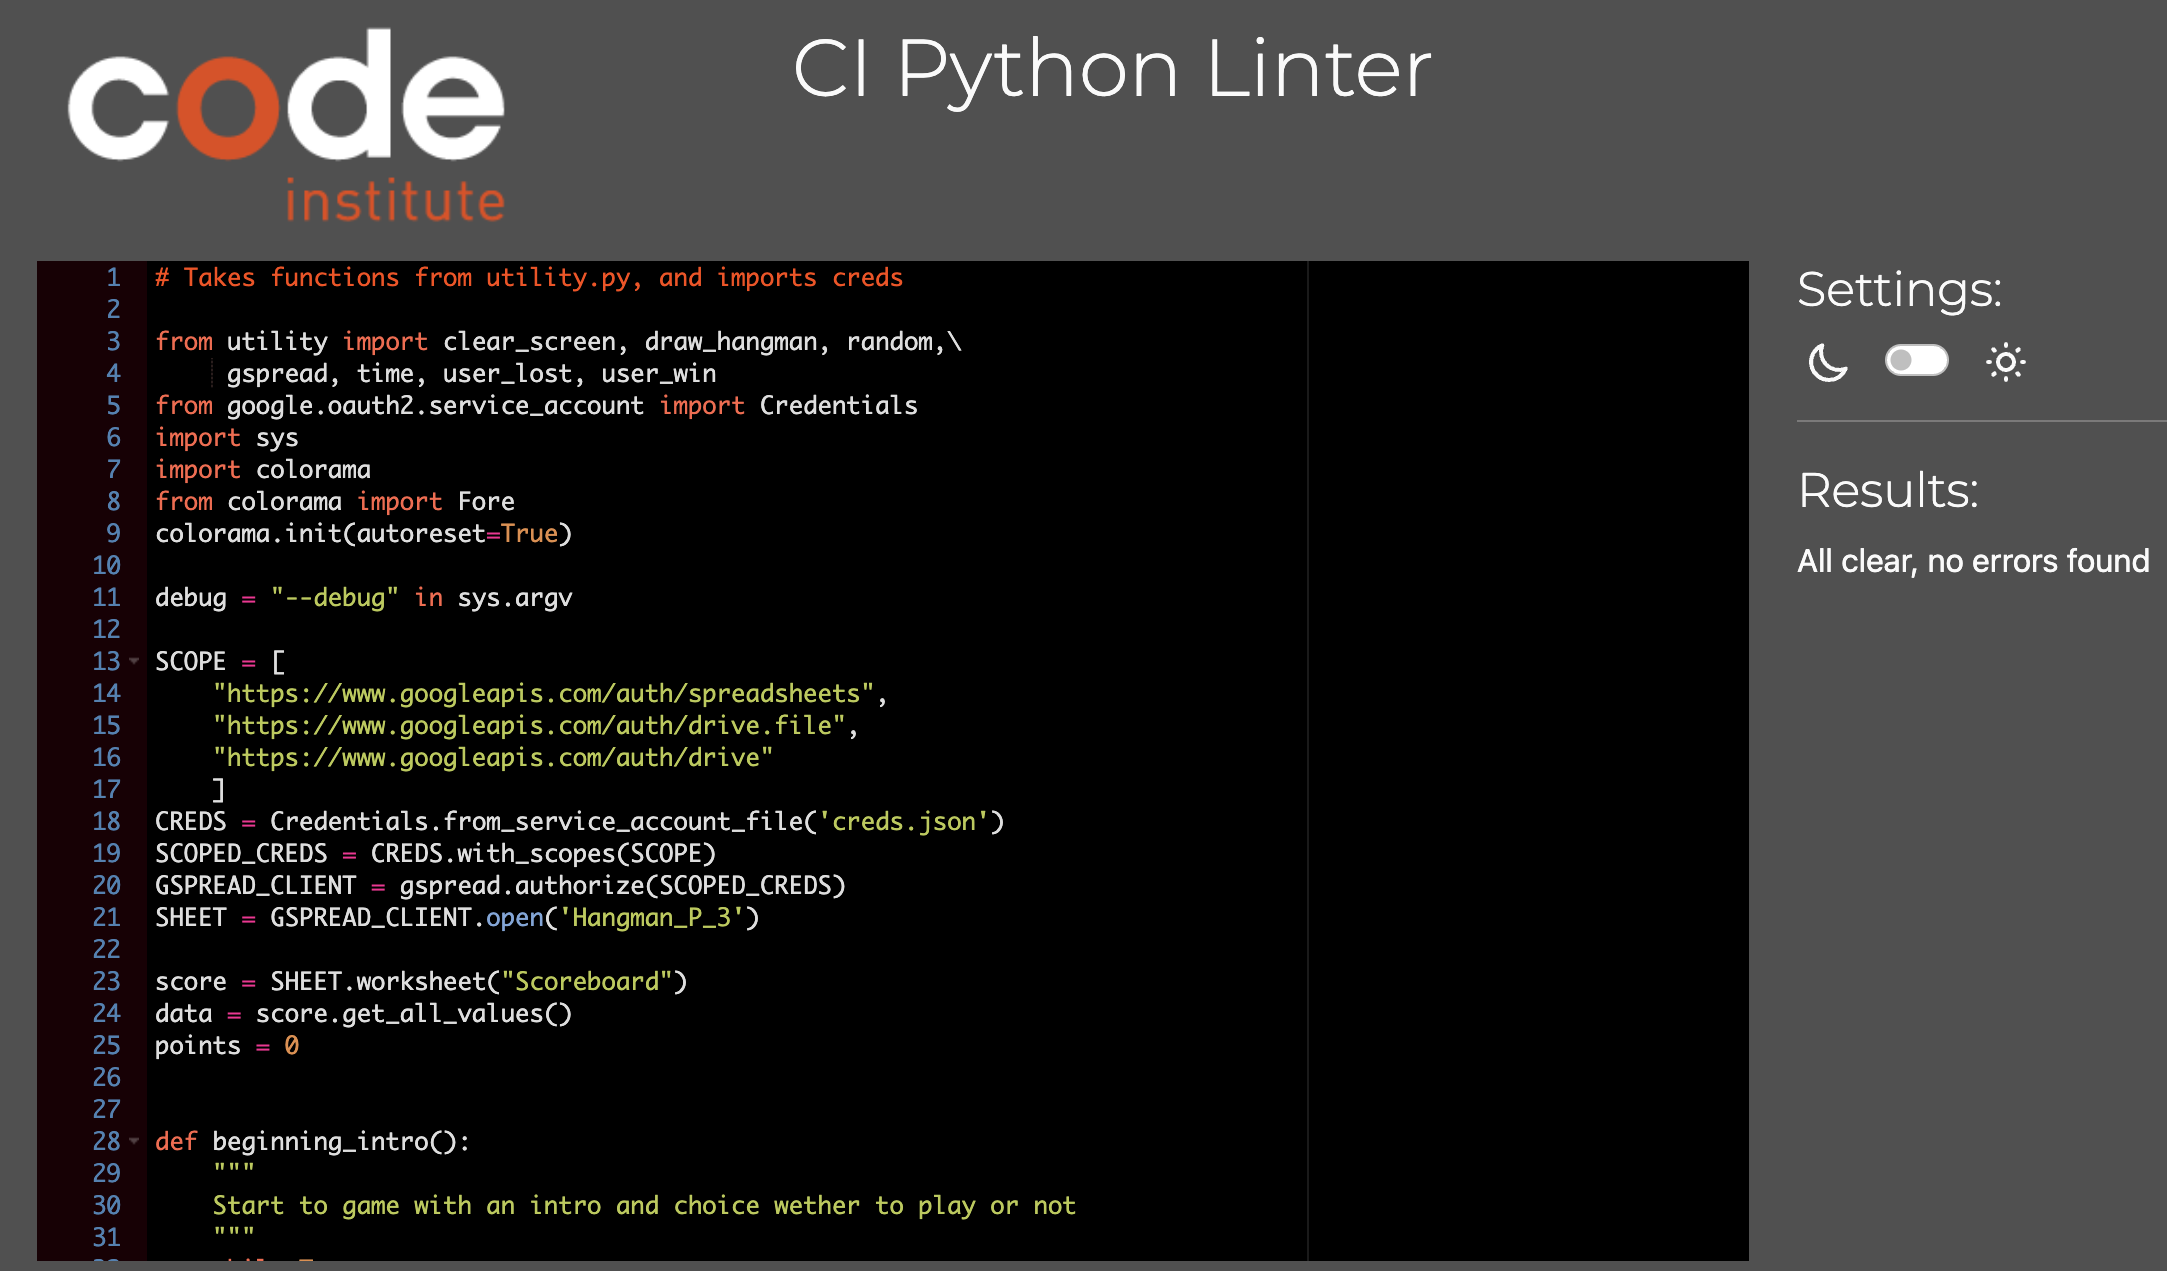 code
institute
CI Python Linter
1 # Takes functions from utility.py, and imports creds
2
3 from utility import clear_screen, draw_hangman, random,\
4     gspread, time, user_lost, user_win
5 from google.oauth2.service_account import Credentials
6 import sys
7 import colorama
8 from colorama import Fore
9 colorama.init(autoreset=True)
10
11 debug = "--debug" in sys.argv
12
13 SCOPE = [
14     "https://www.googleapis.com/auth/spreadsheets",
15     "https://www.googleapis.com/auth/drive.file",
16     "https://www.googleapis.com/auth/drive"
17     ]
18 CREDS = Credentials.from_service_account_file('creds.json')
19 SCOPED_CREDS = CREDS.with_scopes(SCOPE)
20 GSPREAD_CLIENT = gspread.authorize(SCOPED_CREDS)
21 SHEET = GSPREAD_CLIENT.open('Hangman_P_3')
22
23 score = SHEET.worksheet("Scoreboard")
24 data = score.get_all_values()
25 points = 0
26
27
28 def beginning_intro():
29     """
30     Start to game with an intro and choice wether to play or not
31     """
Settings:
Results:
All clear, no errors found